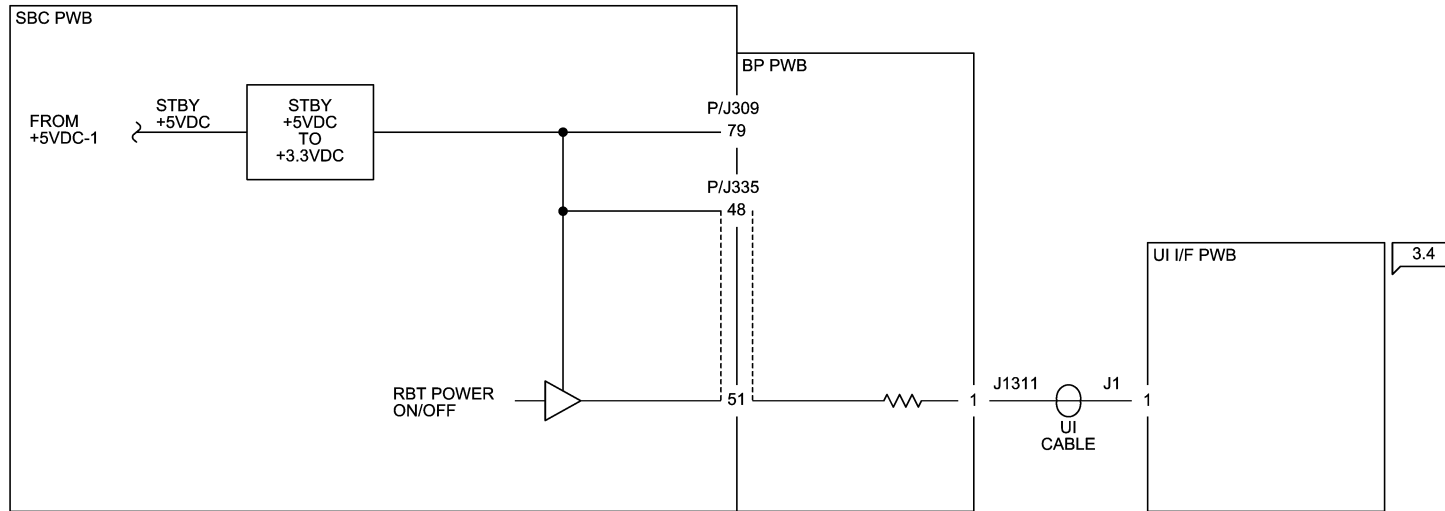 SBC PWB
BP PWB
FROM
+5VDC-1
STBY
+5VDC
STBY
+5VDC
TO
+3.3VDC
P/J309
79
P/J335
48
UI I/F PWB
3.4
RBT POWER
ON/OFF
51
1
J1311
J1
1
UI
CABLE